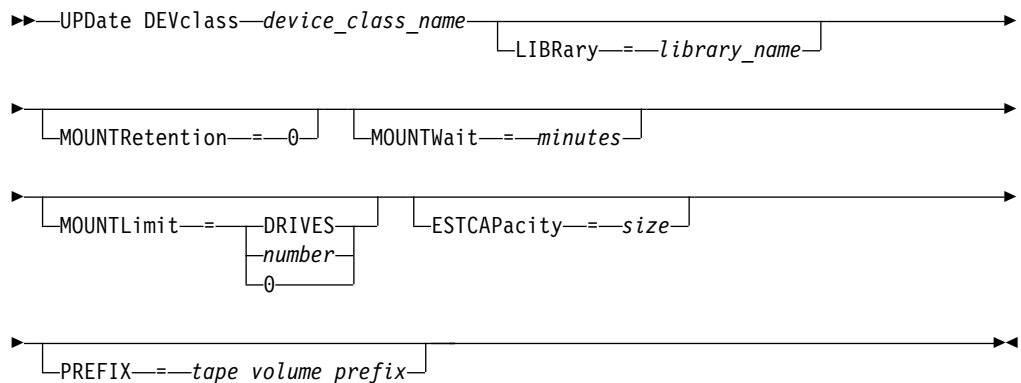 UPDate DEVclass device_class_name
LIBRary = library_name
MOUNTRetention = 0 MOUNTWait = minutes
MOUNTLimit = DRIVES ESTCAPacity = size
number
0
PREFIX = tape volume prefix